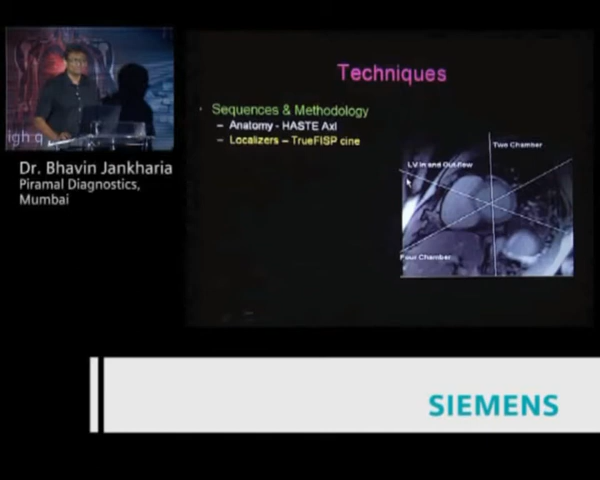 Techniques
Sequences & Methodology
– Anatomy - HASTE Axl
– Localizers – TrueFISP cine
Two Chamber
LV In and Out-flow
Four Chamber
igh q
Dr. Bhavin Jankharia
Piramal Diagnostics,
Mumbai
SIEMENS